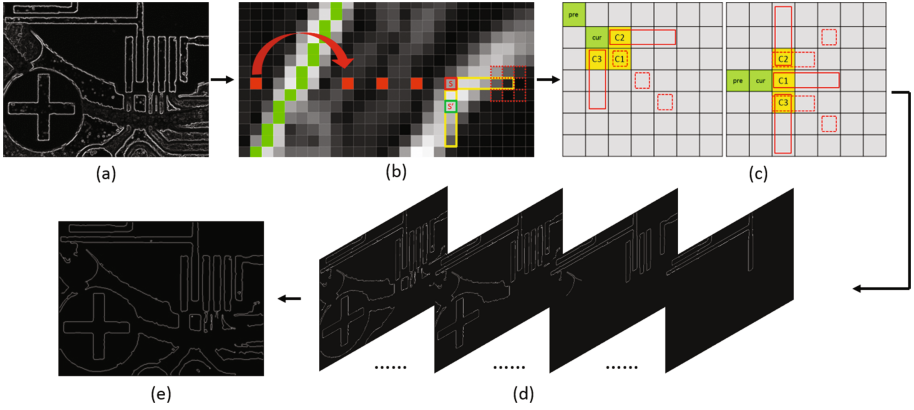 S
S'
pre
cur
C2
C3
C1
pre
cur
C2
C1
C3
(a)
(b)
(c)
......
......
......
(e)
(d)